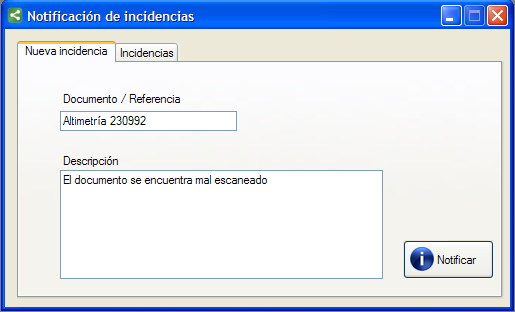 Notificación de incidencias
Nueva incidencia
Incidencias
Documento / Referencia
Altimetría 230992
Descripción
El documento se encuentra mal escaneado
Notificar